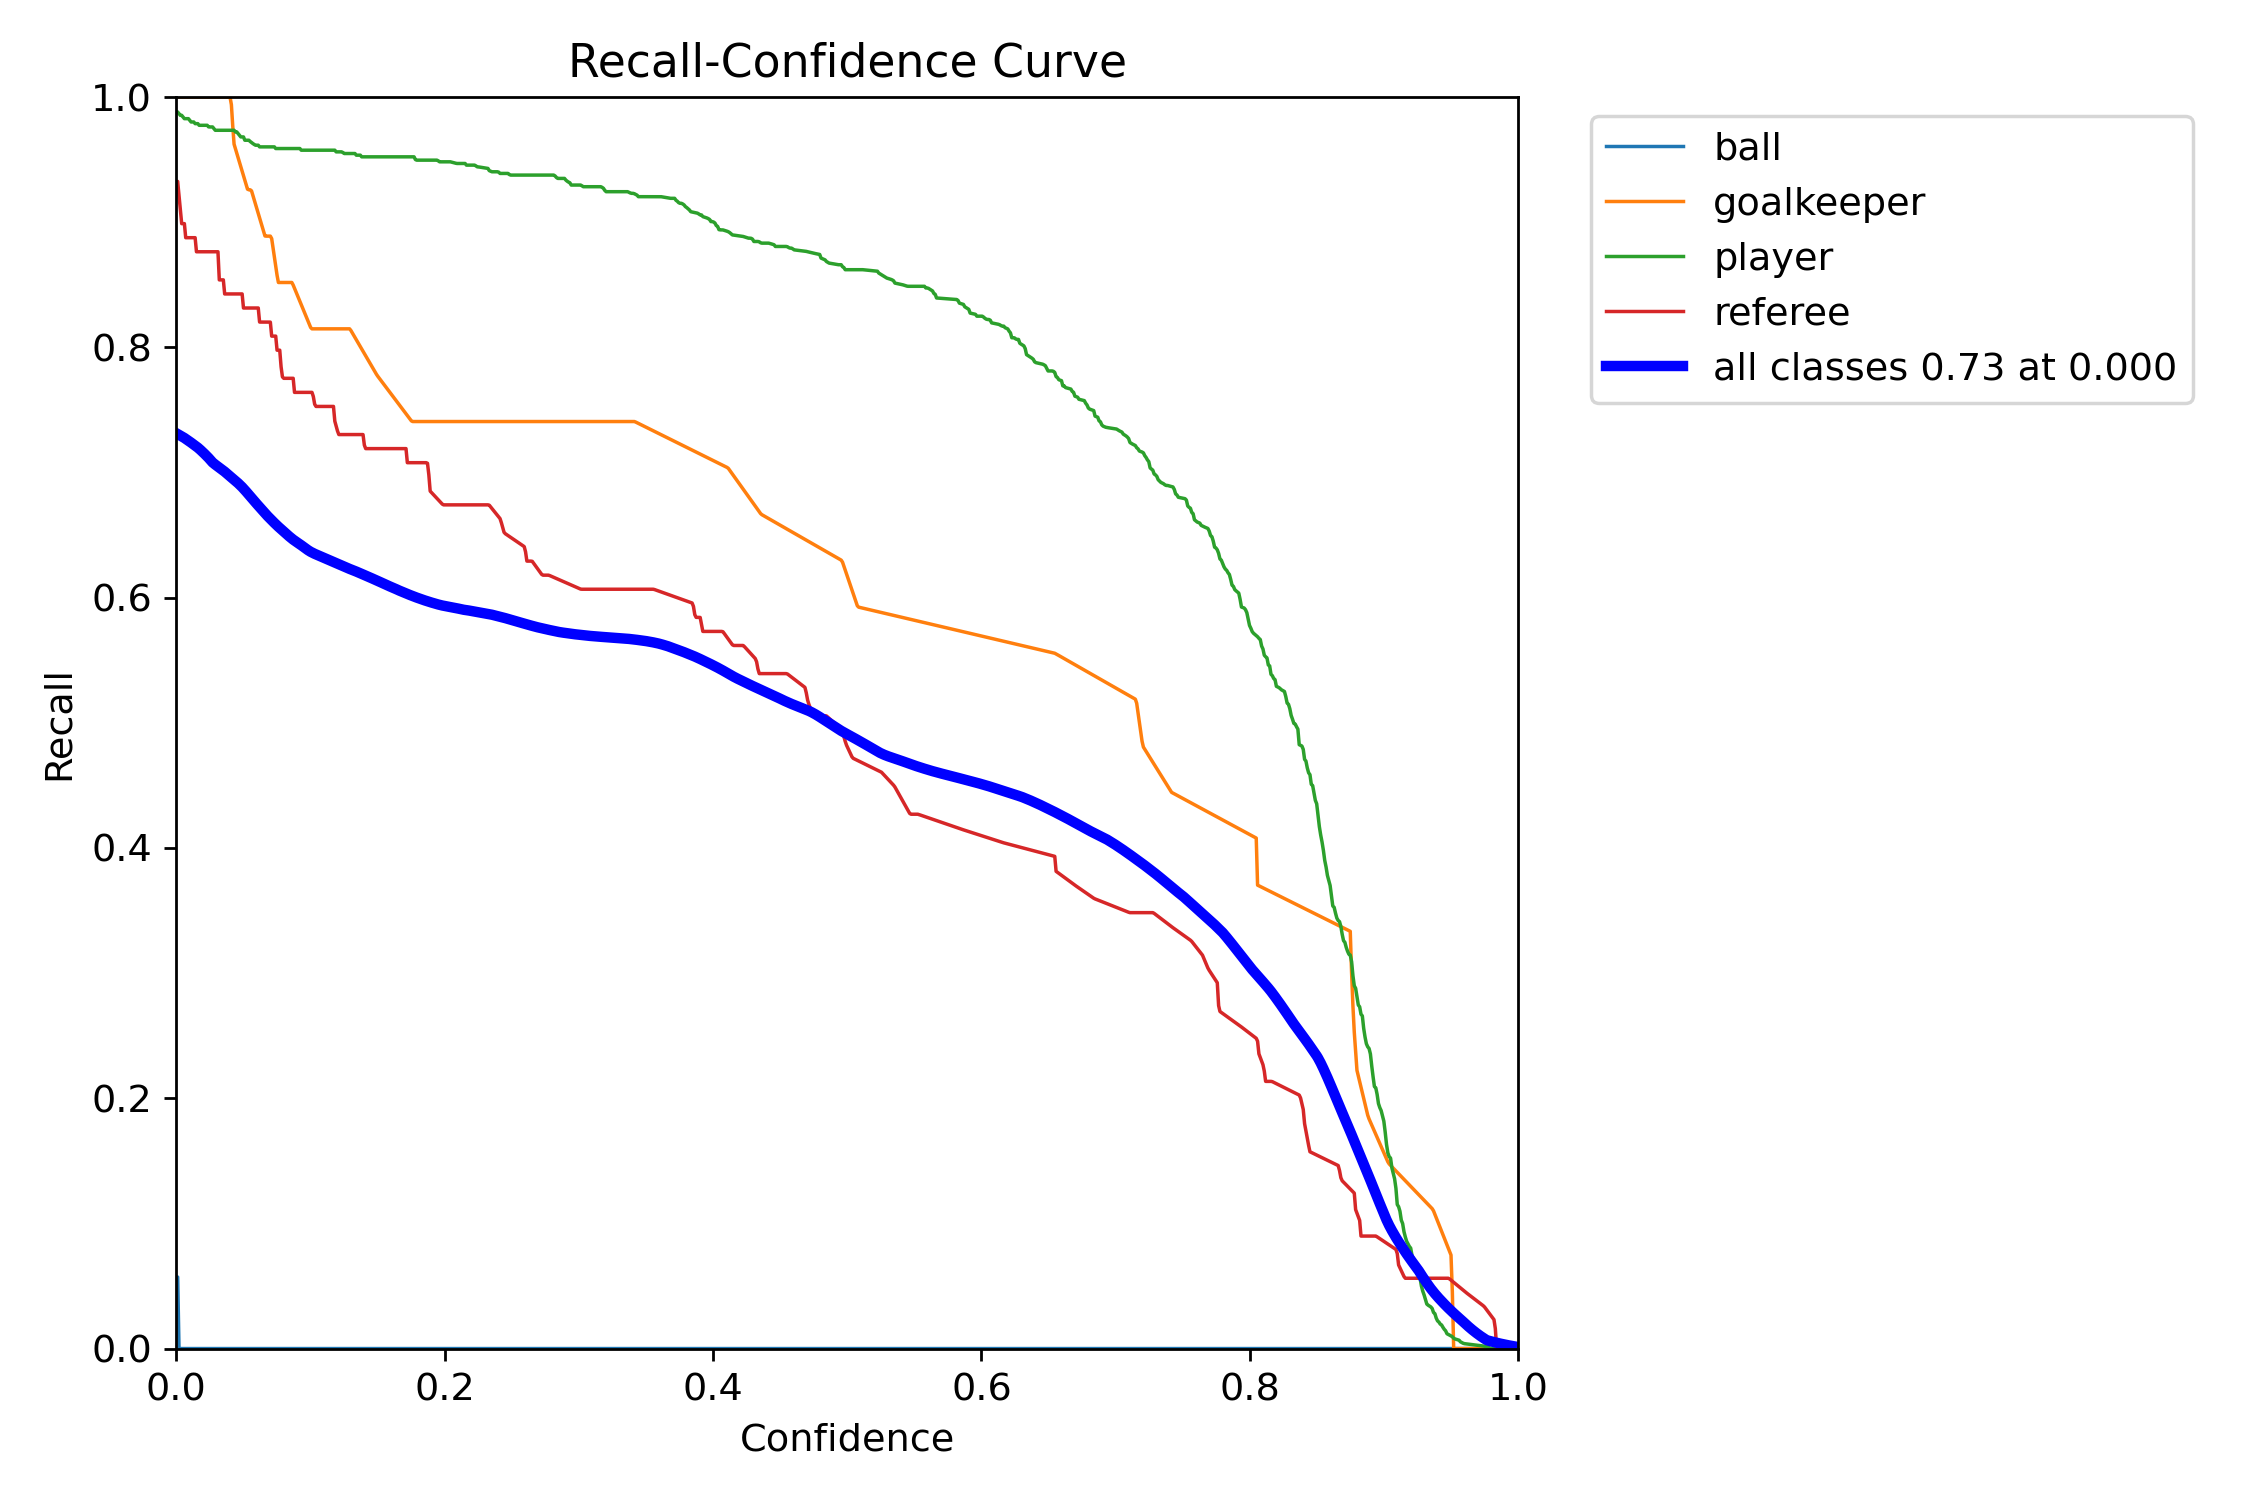 Recall-Confidence Curve
1.0
0.8
0.6
0.4
0.2
0.0
Recall
0.0 0.2 0.4 0.6 0.8 1.0
Confidence
ball
goalkeeper
player
referee
all classes 0.73 at 0.000